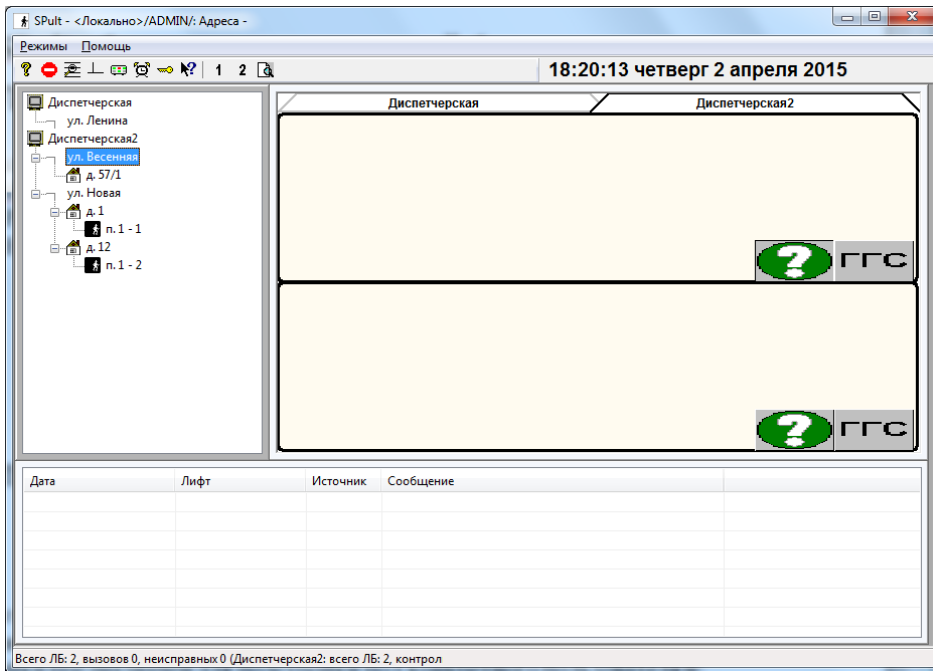 SPult - <Локально>/ADMIN/: Адреса -
Режимы Помощь
1 2 18:20:13 четверг 2 апреля 2015
Диспетчерская
ул. Ленина
Диспетчерская2
ул. Весенняя
д. 57/1
ул. Новая
д. 1
п. 1 - 1
д. 12
п. 1 - 2
Диспетчерская Диспетчерская2
? ГГС
? ГГС
Дата Лифт Источник Сообщение
Всего ЛБ: 2, вызовов 0, неисправных 0 (Диспетчерская2: всего ЛБ: 2, контрол